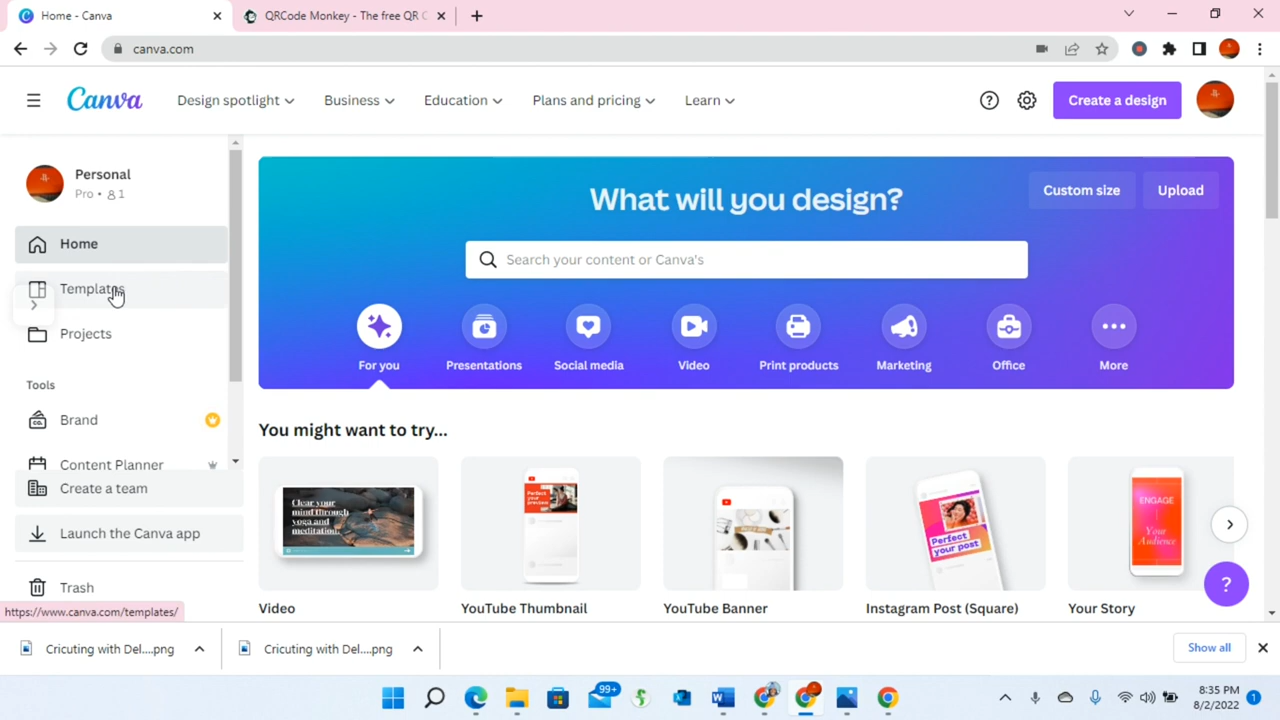 Home - Canva
QRCode Monkey - The free QR C
canva.com
Canva
Design spotlight
Business
Education
Plans and pricing
Learn
Create a design
Personal
Pro • 1
Home
Templates
Projects
Tools
Brand
Content Planner
Create a team
Launch the Canva app
Trash
https://www.canva.com/templates/
What will you design?
Custom size
Upload
Search your content or Canva's
For you
Presentations
Social media
Video
Print products
Marketing
Office
More
You might want to try...
Clear your
mind through
yoga and
meditation.
Perfect
your
Perfect
your post
ENGAGE
Your
Audience
Video
YouTube Thumbnail
YouTube Banner
Instagram Post (Square)
Your Story
?
Cricuting with Del....png
Cricuting with Del....png
Show all
99+
8:35 PM
8/2/2022
1